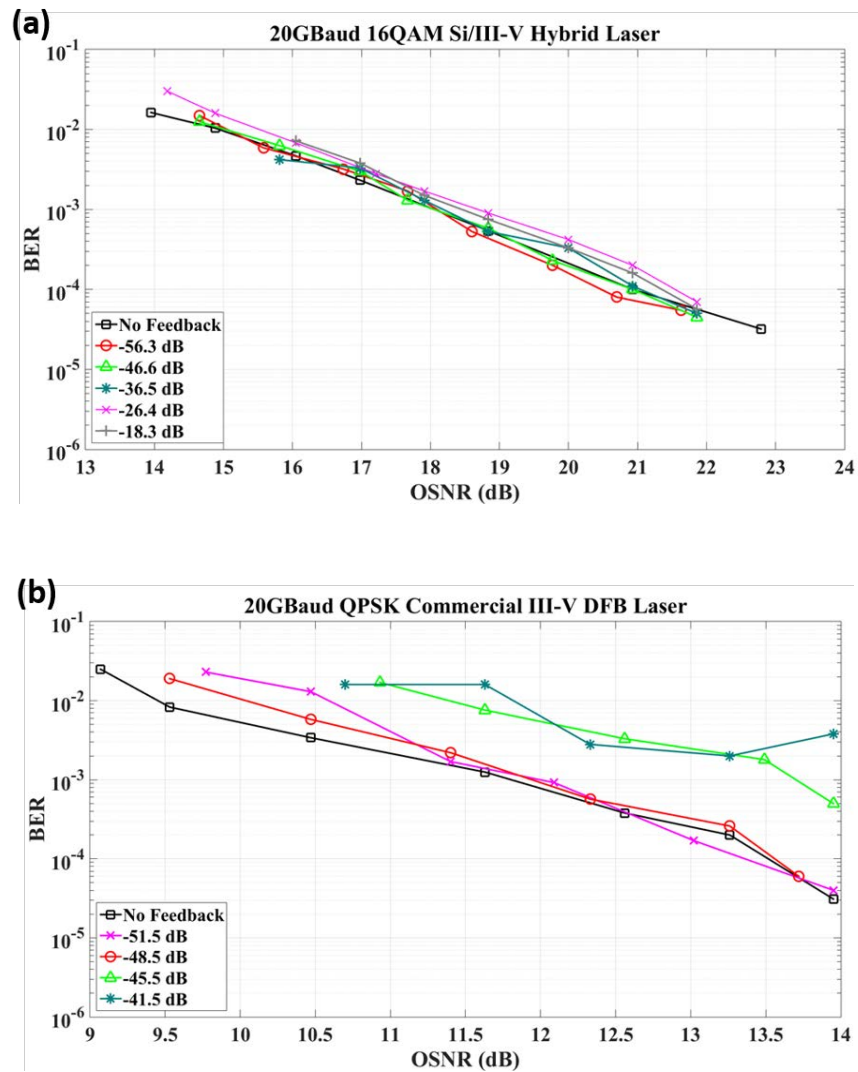 (a)
20GBaud 16QAM Si/III-V Hybrid Laser
BER
10-1
10-2
10-3
10-4
10-5
10-6
No Feedback
-56.3 dB
-46.6 dB
-36.5 dB
-26.4 dB
-18.3 dB
13 14 15 16 17 18 19 20 21 22 23 24
OSNR (dB)
(b)
20GBaud QPSK Commercial III-V DFB Laser
BER
10-1
10-2
10-3
10-4
10-5
10-6
No Feedback
-51.5 dB
-48.5 dB
-45.5 dB
-41.5 dB
9 9.5 10 10.5 11 11.5 12 12.5 13 13.5 14
OSNR (dB)